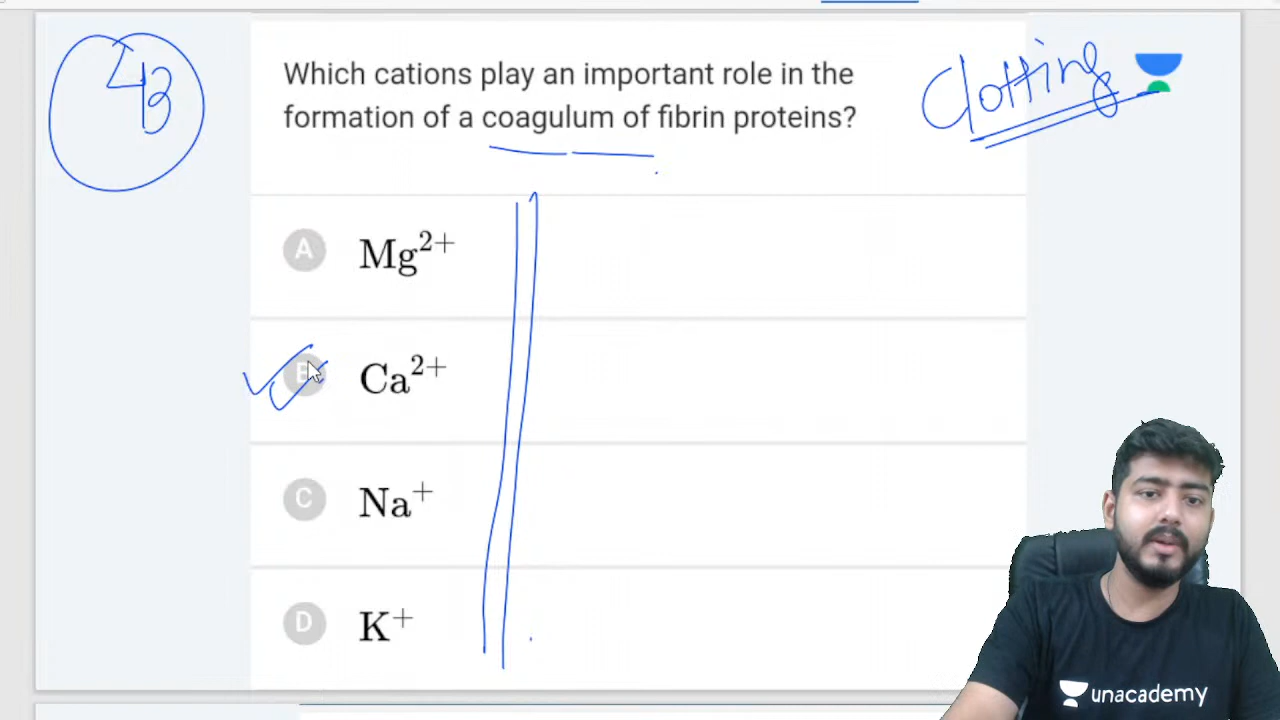 43
Which cations play an important role in the
formation of a coagulum of fibrin proteins?
Clotting
A Mg2+
B Ca2+
C Na+
D K+
unacademy